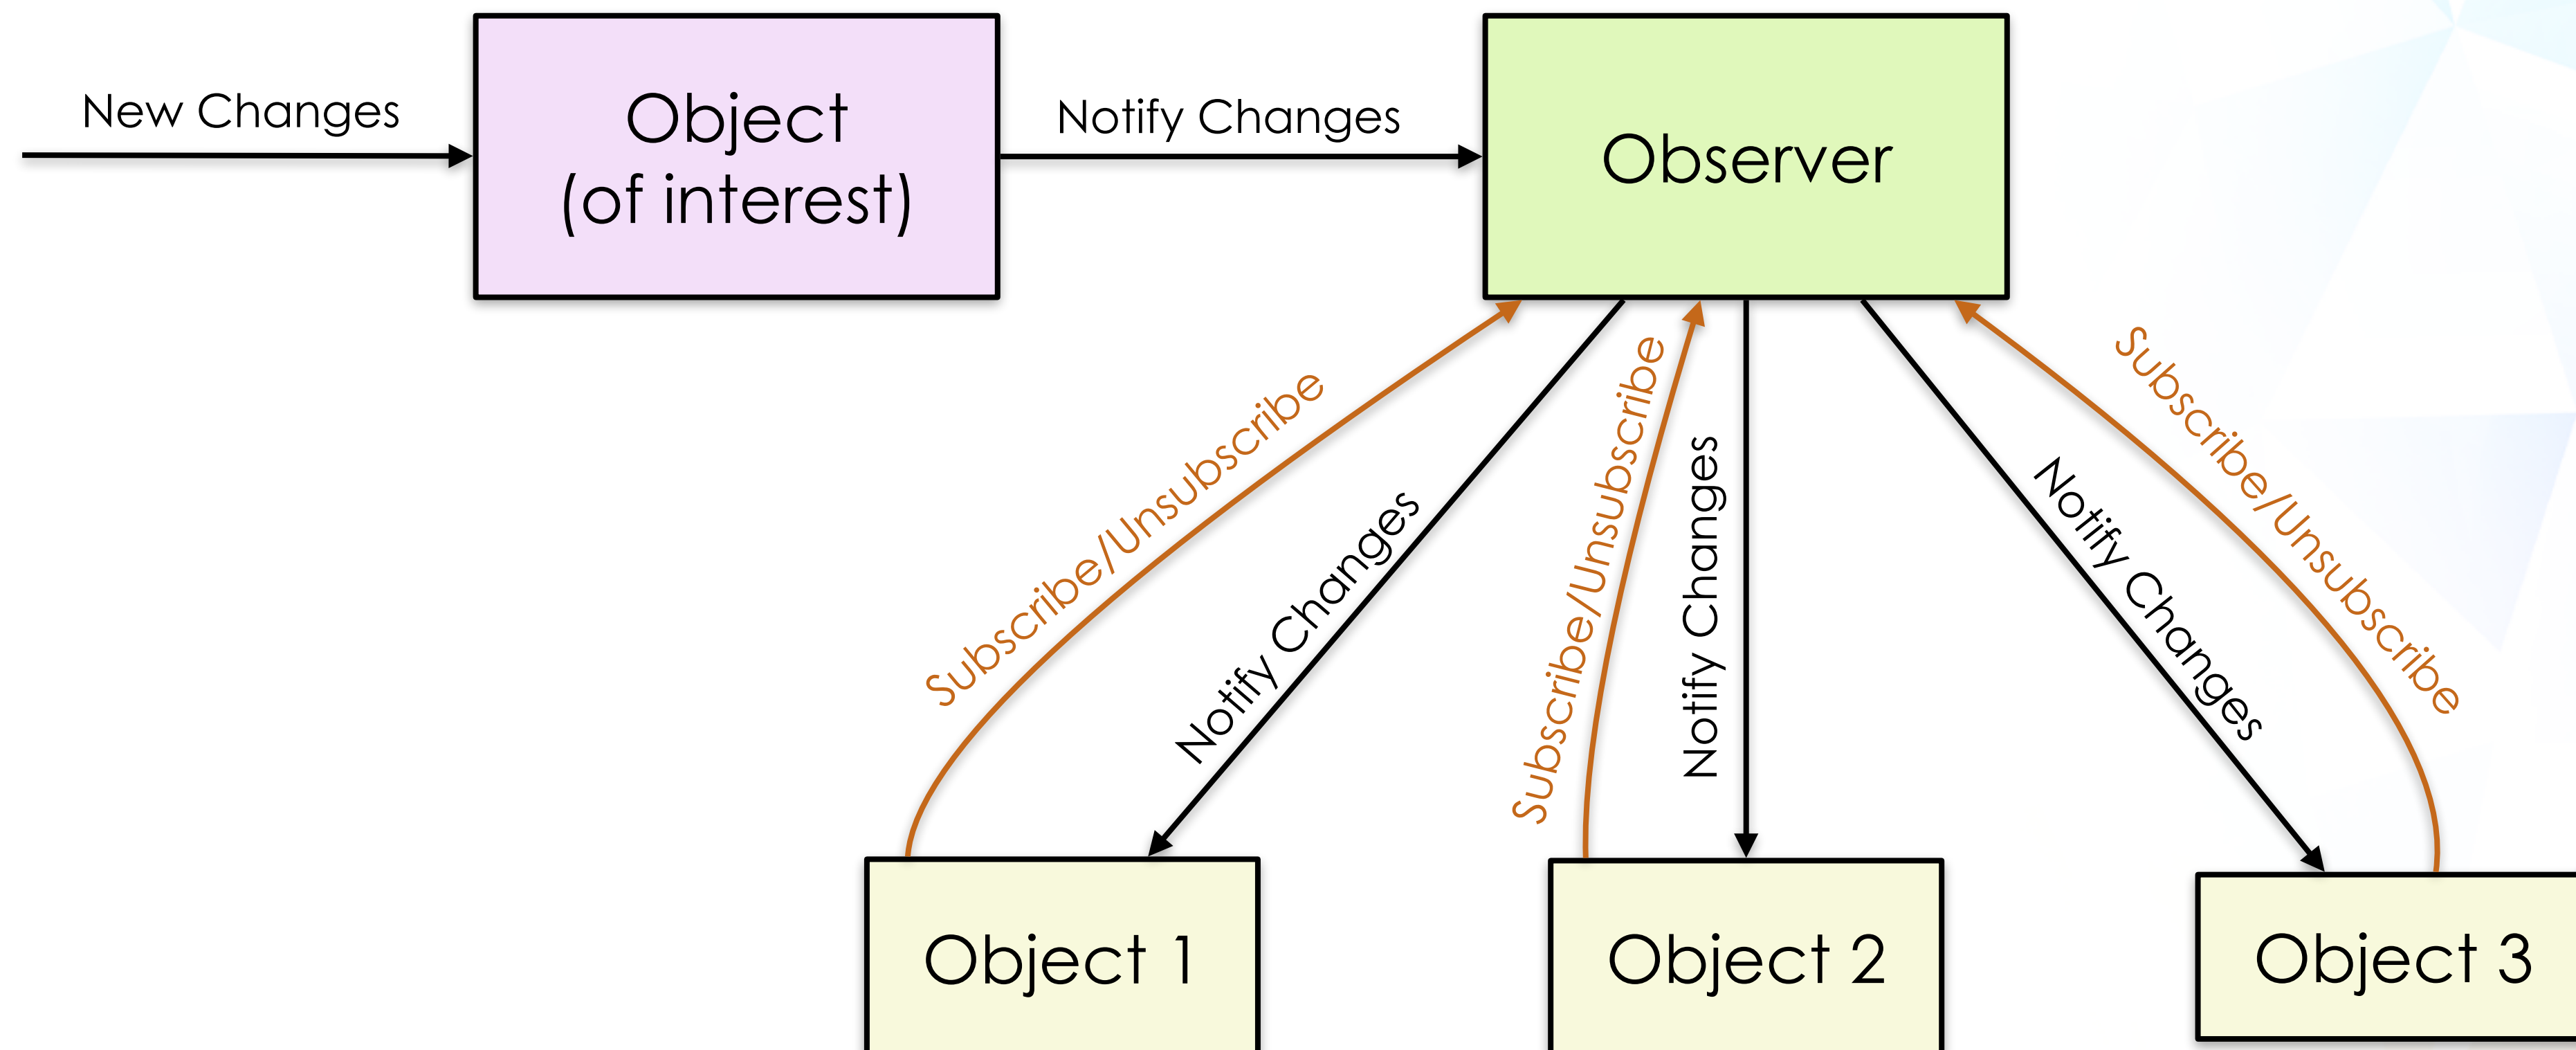 New Changes
Object
(of interest)
Notify Changes
Observer
Subscribe/Unsubscribe
Notify Changes
Subscribe/Unsubscribe
Notify Changes
Notify Changes
Subscribe/Unsubscribe
Object 1
Object 2
Object 3